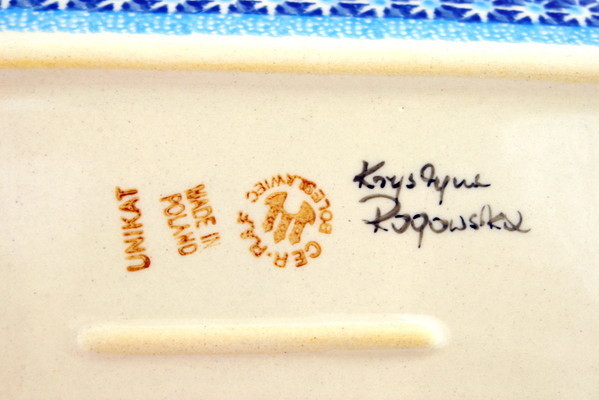 UNIKAT
MADE IN
POLAND
CER-RAF
BOLESŁAWIEC
Krystyna
Rogowska